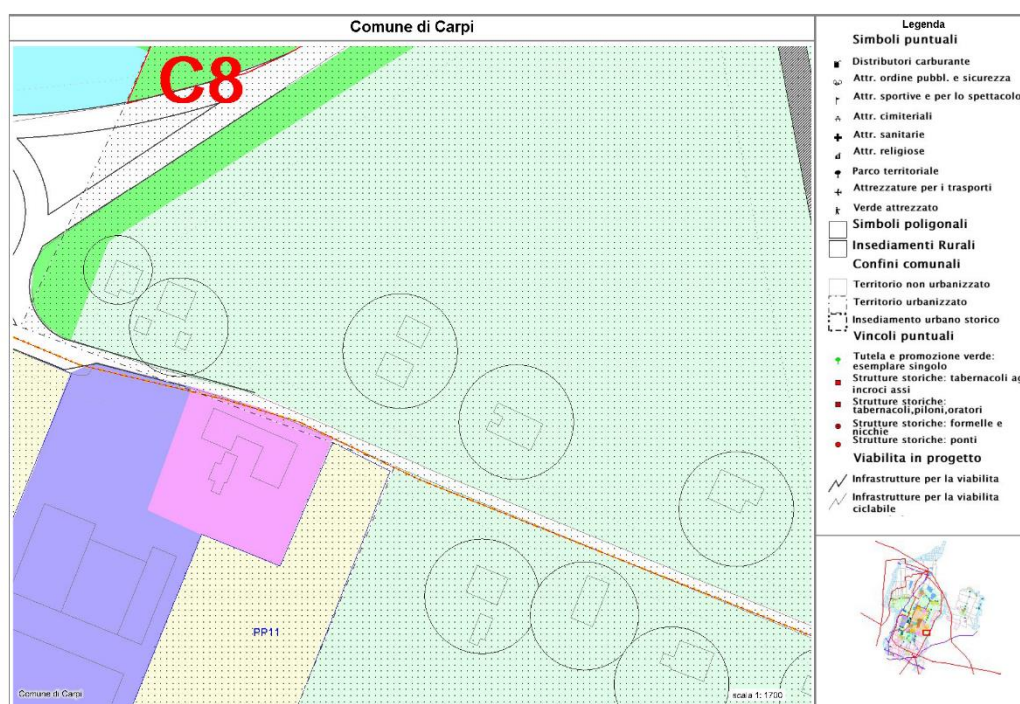 Comune di Carpi
C8
PP11
Comune di Carpi
scala 1: 1700
Legenda
Simboli puntuali
Distributori carburante
Attr. ordine pubbl. e sicurezza
Attr. sportive e per lo spettacolo
Attr. cimiteriali
Attr. sanitarie
Attr. religiose
Parco territoriale
Attrezzature per i trasporti
Verde attrezzato
Simboli poligonali
Insediamenti Rurali
Confini comunali
Territorio non urbanizzato
Territorio urbanizzato
Insediamento urbano storico
Vincoli puntuali
Tutela e promozione verde:
esemplare singolo
Strutture storiche: tabernacoli ag
incroci assi
Strutture storiche:
tabernacoli,piloni,oratori
Strutture storiche: formelle e
nicchie
Strutture storiche: ponti
Viabilita in progetto
Infrastrutture per la viabilita
Infrastrutture per la viabilita
ciclabile